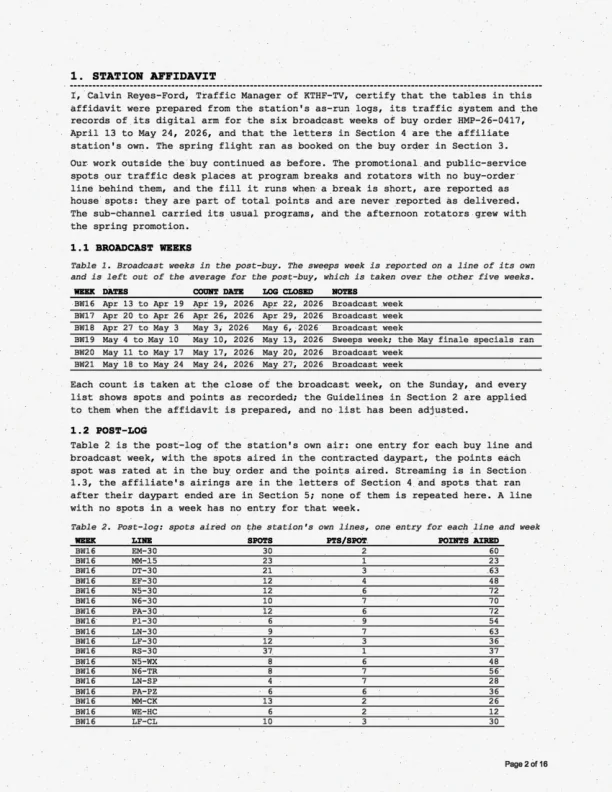 1. STATION AFFIDAVIT
I, Calvin Reyes-Ford, Traffic Manager of KTHF-TV, certify that the tables in this
affidavit were prepared from the station's as-run logs, its traffic system and the
records of its digital arm for the six broadcast weeks of buy order HMP-26-0417,
April 13 to May 24, 2026, and that the letters in Section 4 are the affiliate
station's own. The spring flight ran as booked on the buy order in Section 3.
Our work outside the buy continued as before. The promotional and public-service
spots our traffic desk places at program breaks and rotators with no buy-order
line behind them, and the fill it runs when a break is short, are reported as
house spots: they are part of total points and are never reported as delivered.
The sub-channel carried its usual programs, and the afternoon rotators grew with
the spring promotion.
1.1 BROADCAST WEEKS
Table 1. Broadcast weeks in the post-buy. The sweeps week is reported on a line of its own
and is left out of the average for the post-buy, which is taken over the other five weeks.
WEEK DATES COUNT DATE LOG CLOSED NOTES
BW16 Apr 13 to Apr 19 Apr 19, 2026 Apr 22, 2026 Broadcast week
BW17 Apr 20 to Apr 26 Apr 26, 2026 Apr 29, 2026 Broadcast week
BW18 Apr 27 to May 3 May 3, 2026 May 6, 2026 Broadcast week
BW19 May 4 to May 10 May 10, 2026 May 13, 2026 Sweeps week; the May finale specials ran
BW20 May 11 to May 17 May 17, 2026 May 20, 2026 Broadcast week
BW21 May 18 to May 24 May 24, 2026 May 27, 2026 Broadcast week
Each count is taken at the close of the broadcast week, on the Sunday, and every
list shows spots and points as recorded; the Guidelines in Section 2 are applied
to them when the affidavit is prepared, and no list has been adjusted.
1.2 POST-LOG
Table 2 is the post-log of the station's own air: one entry for each buy line and
broadcast week, with the spots aired in the contracted daypart, the points each
spot was rated at in the buy order and the points aired. Streaming is in Section
1.3, the affiliate's airings are in the letters of Section 4 and spots that ran
after their daypart ended are in Section 5; none of them is repeated here. A line
with no spots in a week has no entry for that week.
Table 2. Post-log: spots aired on the station's own lines, one entry for each line and week
WEEK LINE SPOTS PTS/SPOT POINTS AIRED
BW16 EM-30 30 2 60
BW16 MM-15 23 1 23
BW16 DT-30 21 3 63
BW16 EF-30 12 4 48
BW16 N5-30 12 6 72
BW16 N6-30 10 7 70
BW16 PA-30 12 6 72
BW16 P1-30 6 9 54
BW16 LN-30 9 7 63
BW16 LF-30 12 3 36
BW16 RS-30 37 1 37
BW16 N5-WX 8 6 48
BW16 N6-TR 8 7 56
BW16 LN-SP 4 7 28
BW16 PA-PZ 6 6 36
BW16 MM-CK 13 2 26
BW16 WE-HC 6 2 12
BW16 LF-CL 10 3 30
Page 2 of 16